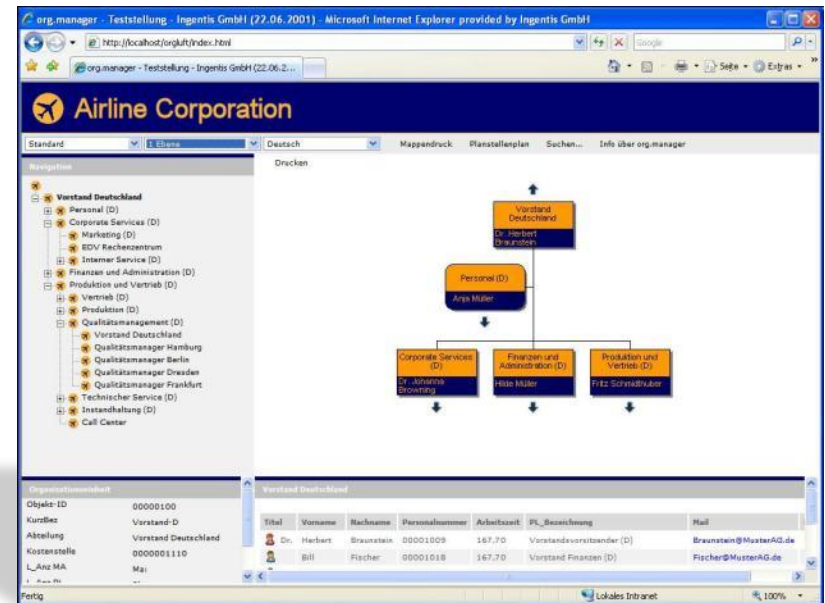 org.manager - Teststellung - Ingentis GmbH (22.06.2001) - Microsoft Internet Explorer provided by Ingentis GmbH
http://localhost/orgluft/index.html
Google
org.manager - Teststellung - Ingentis GmbH (22.06.2...
Seite
Extras
Airline Corporation
Standard
1 Ebene
Deutsch
Mappendruck
Planstellenplan
Suchen...
Info über org.manager
Drucken
Navigation
Vorstand Deutschland
Personal (D)
Corporate Services (D)
Marketing (D)
EDV Rechenzentrum
Interner Service (D)
Finanzen und Administration (D)
Produktion und Vertrieb (D)
Vertrieb (D)
Produktion (D)
Qualitätsmanagement (D)
Vorstand Deutschland
Qualitätsmanager Hamburg
Qualitätsmanager Berlin
Qualitätsmanager Dresden
Qualitätsmanager Frankfurt
Technischer Service (D)
Instandhaltung (D)
Call Center
Vorstand
Deutschland
Dr. Herbert
Braunstein
Personal (D)
Anja Müller
Corporate Services
(D)
Dr. Johanna
Browning
Finanzen und
Administration (D)
Hilde Müller
Produktion und
Vertrieb (D)
Fritz Schmidhuber
Organisationseinheit
Objekt-ID 00000100
KurzBez Vorstand-D
Abteilung Vorstand Deutschland
Kostenstelle 0000001110
L_Anz MA
Vorstand Deutschland
Titel Vorname Nachname Personalnummer Arbeitszeit PL_Bezeichnung Mail
Dr. Herbert Braunstein 00001009 167.70 Vorstandsvorsitzender (D) Braunstein@MusterAG.de
Bill Fischer 00001018 167.70 Vorstand Finanzen (D) Fischer@MusterAG.de
Fertig
Lokales Intranet
100%